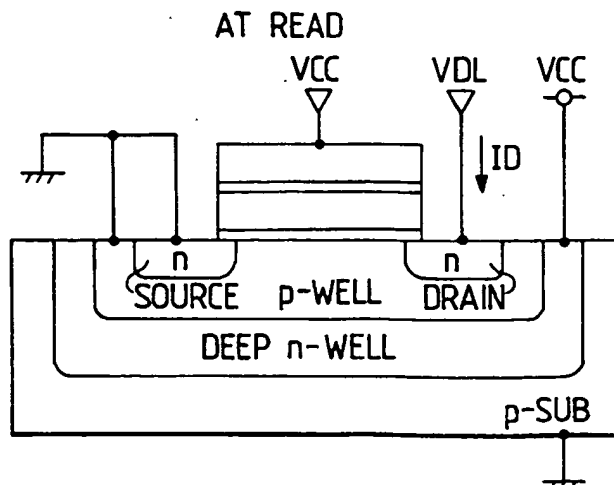 AT READ
VCC VDL VCC
ID
n n
SOURCE p-WELL DRAIN
DEEP n-WELL
p-SUB